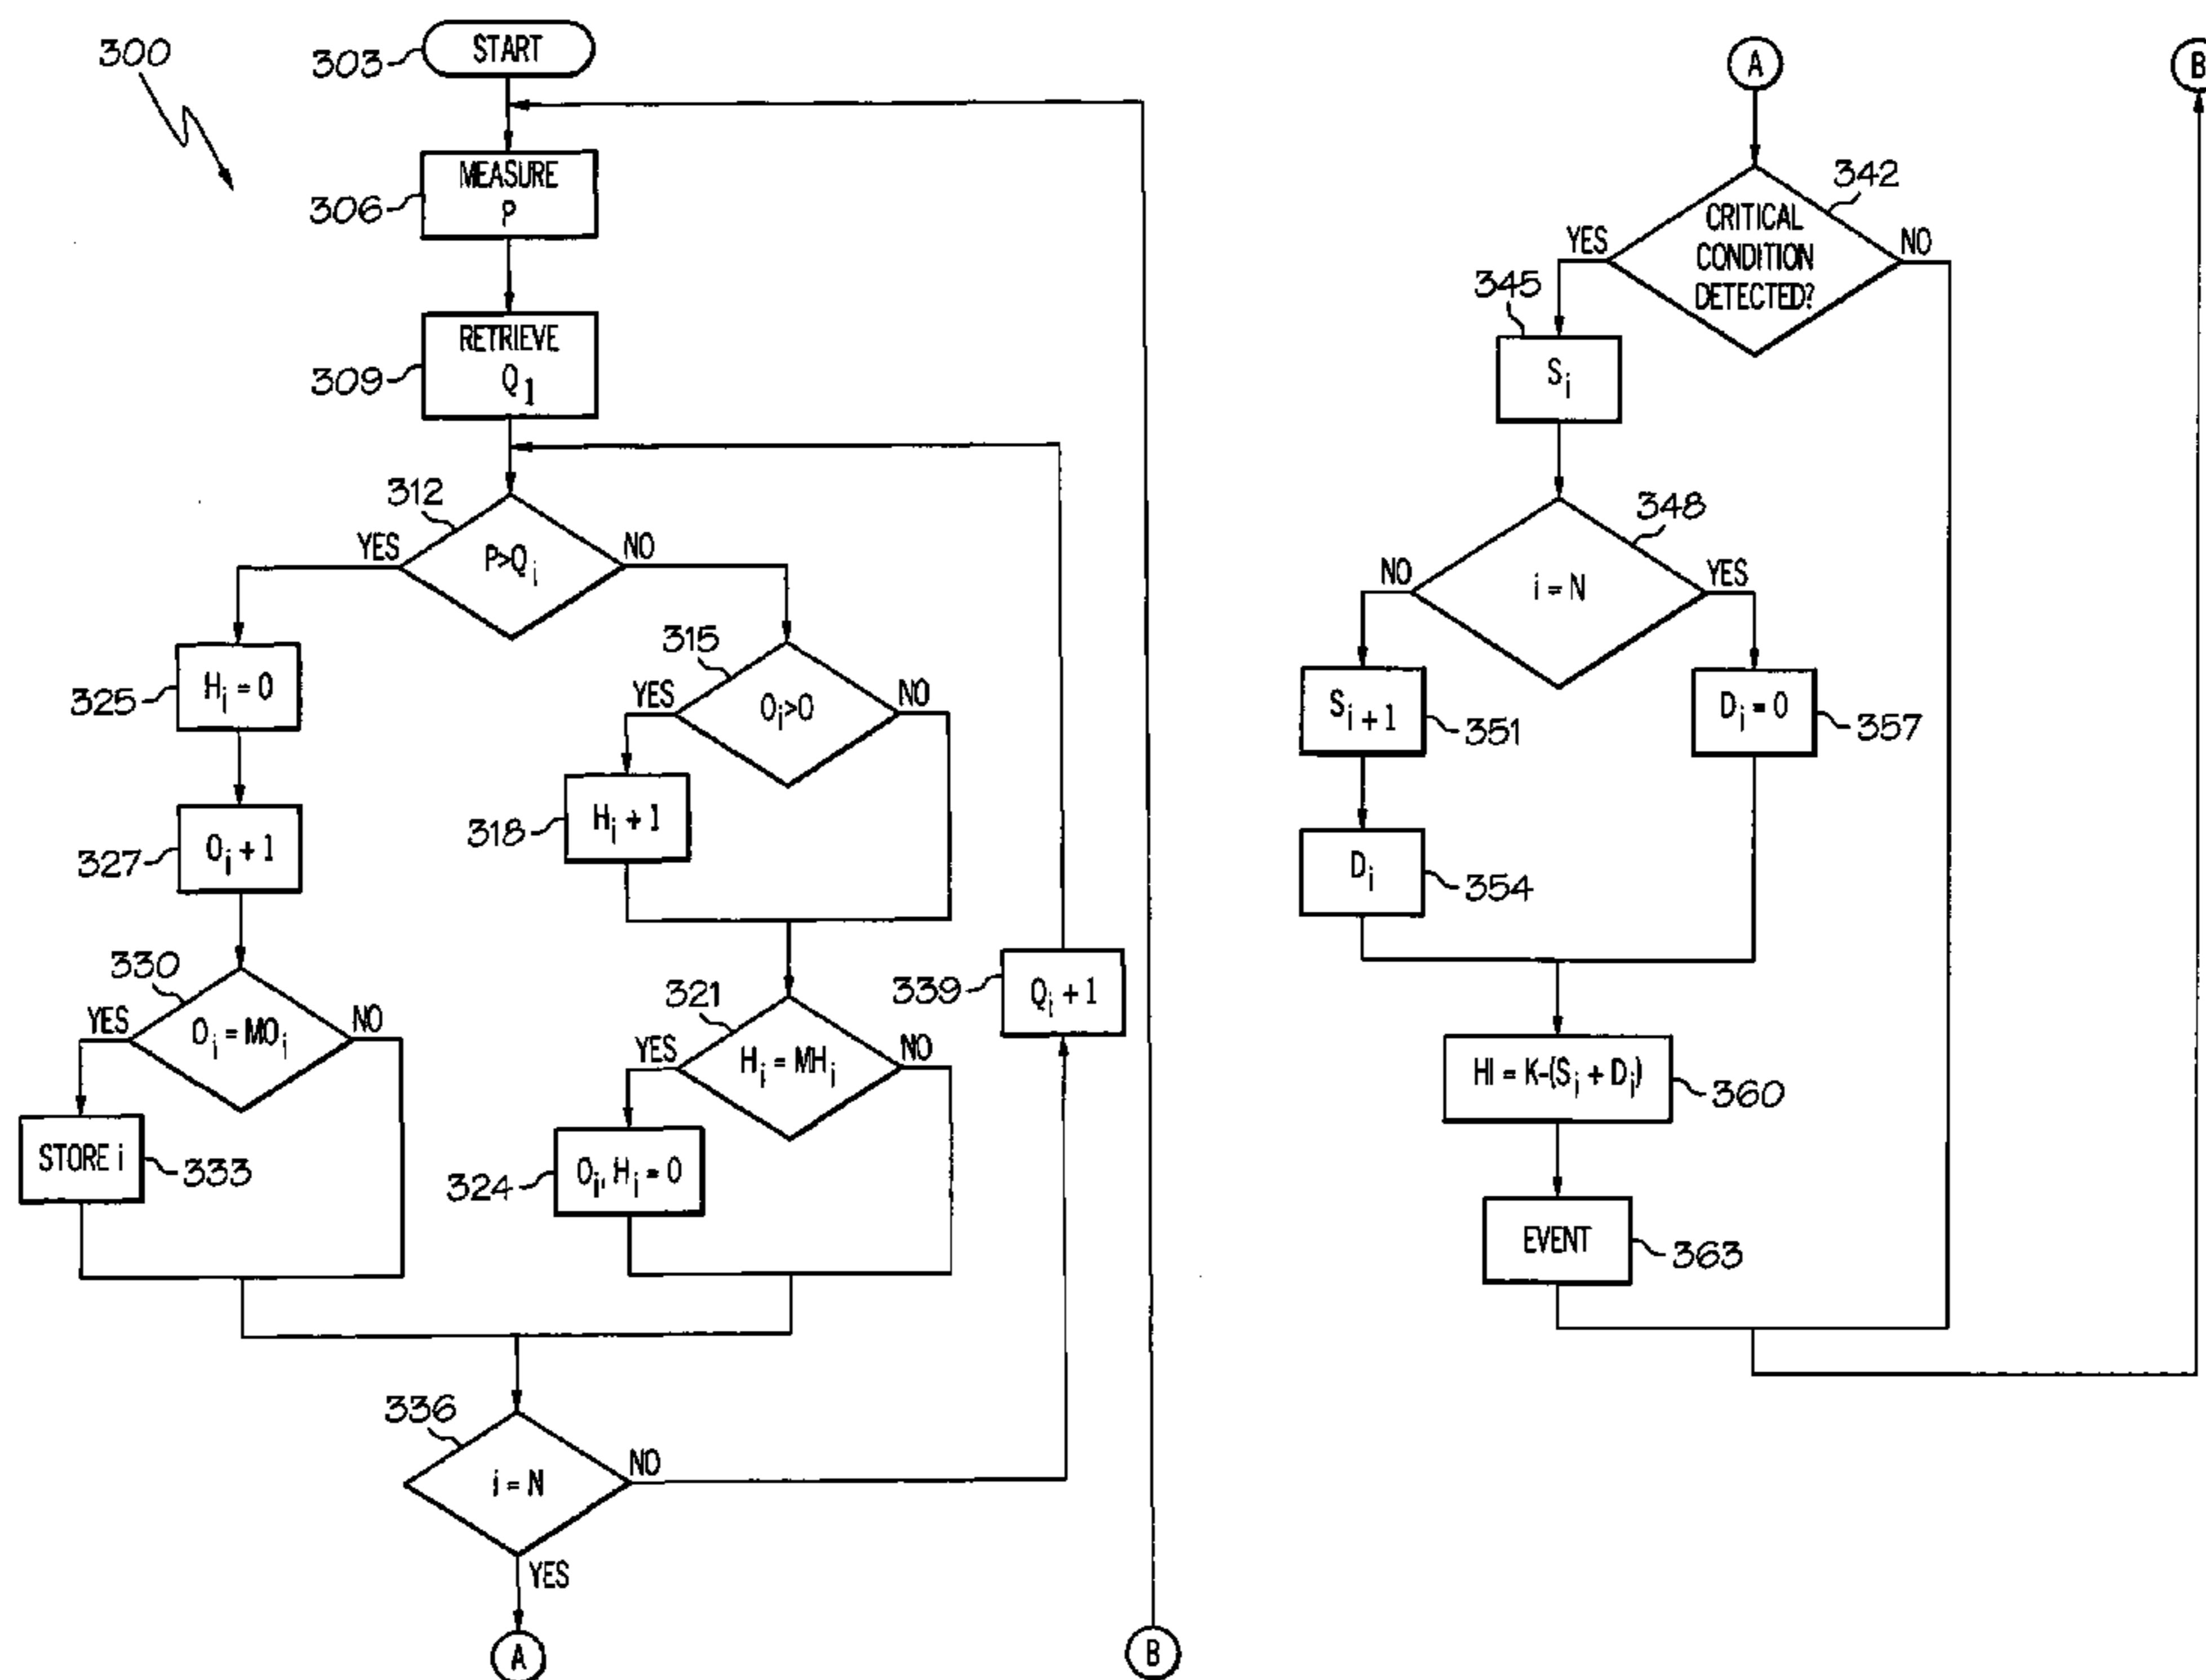 300
303
START
306
MEASURE
P
309
RETRIEVE
Q1
312
YES
P>Qi
NO
325
Hi = 0
315
YES
Oi>0
NO
327
Oi + 1
318
Hi + 1
330
YES
Oi = MOi
NO
321
YES
Hi = MHi
NO
339
Qi + 1
STORE i
333
324
Oi, Hi = 0
336
i = N
NO
YES
A
B
A
342
YES
CRITICAL
CONDITION
DETECTED?
NO
345
Si
348
NO
i = N
YES
Si + 1
351
Di = 0
357
Di
354
HI = K-(Si + Di)
360
EVENT
363
B